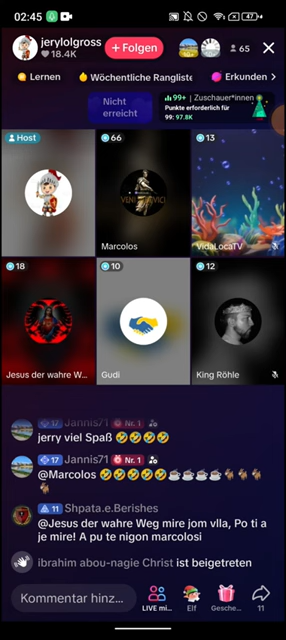 02:45
47
jerylolgross
18.4K
+ Folgen
65
Lernen
Wöchentliche Rangliste
Erkunden
Nicht
erreicht
99+ | Zuschauer*innen
Punkte erforderlich für
99: 97.8K
Host
66
13
VENI VICI
Marcolos
VidaLocaTV
18
10
12
Jesus der wahre W...
Gudi
King Röhle
17 Jannis71 Nr. 1
jerry viel Spaß 🤣🤣🤣🤣
17 Jannis71 Nr. 1
@Marcolos 🤣🤣🤣🤣🤣☕☕☕🐐🐐🐐
🐐
11 Shpata.e.Berishes
@Jesus der wahre Weg mire jom vlla, Po ti a
je mire! A pu te nigon marcolosi
ibrahim abou-nagie Christ ist beigetreten
Kommentar hinz...
LIVE mi...
Elf
Gesche...
11